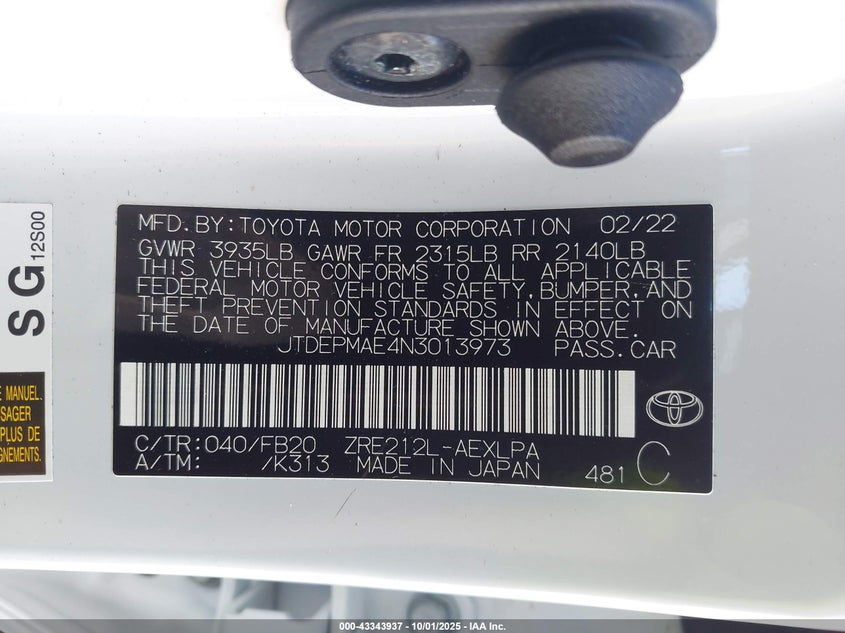 MFD.BY:TOYOTA MOTOR CORPORATION 02/22
GVWR 3935LB GAWR FR 2315LB RR 2140LB
THIS VEHICLE CONFORMS TO ALL APPLICABLE
FEDERAL MOTOR VEHICLE SAFETY,BUMPER,AND
THEFT PREVENTION STANDARDS IN EFFECT ON
THE DATE OF MANUFACTURE SHOWN ABOVE.
JTDEPMAE4N3013973 PASS.CAR
C/TR:040/FB20 ZRE212L-AEXLPA
A/TM: /K313 MADE IN JAPAN 481 C
SG 12S00
E MANUEL.
SAGER
PLUS DE
GNEMENTS.
000-43343937 - 10/01/2025 - IAA Inc.